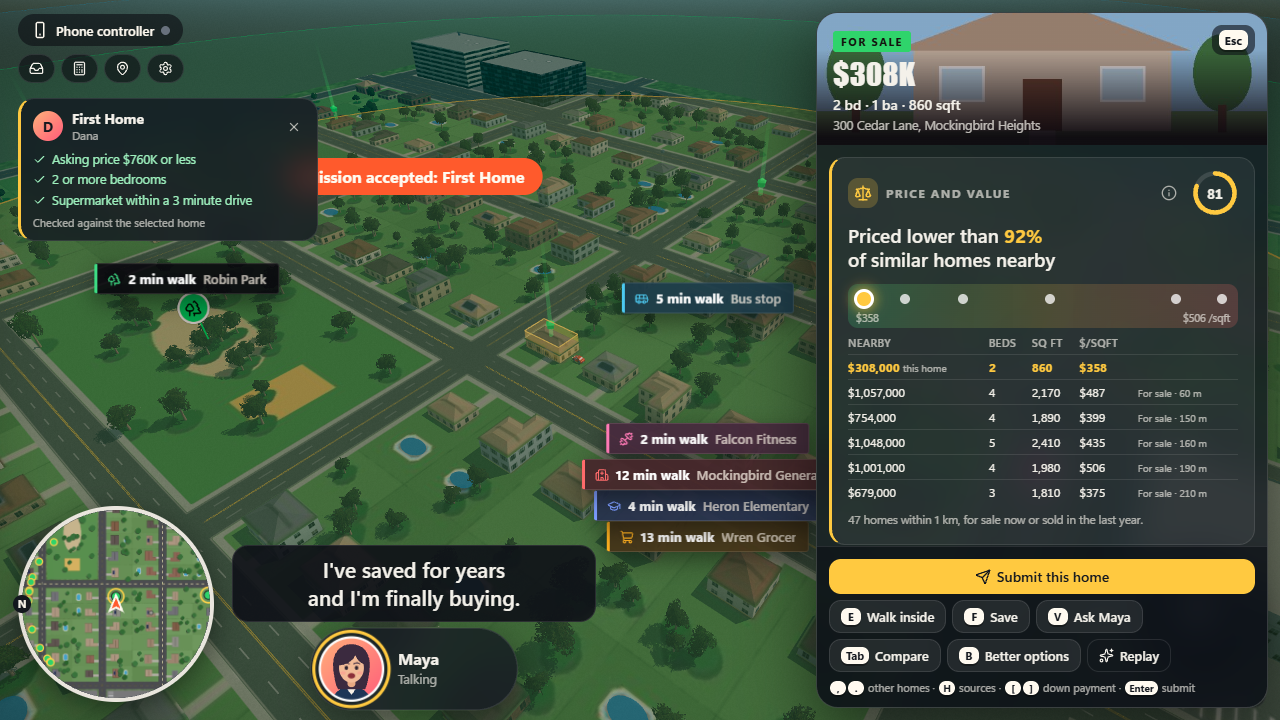 Phone controller
D
First Home
Dana
Asking price $760K or less
2 or more bedrooms
Supermarket within a 3 minute drive
Checked against the selected home
ission accepted: First Home
2 min walk Robin Park
5 min walk Bus stop
2 min walk Falcon Fitness
12 min walk Mockingbird Genera
4 min walk Heron Elementary
13 min walk Wren Grocer
N
I've saved for years
and I'm finally buying.
Maya
Talking
FOR SALE
Esc
$308K
2 bd · 1 ba · 860 sqft
300 Cedar Lane, Mockingbird Heights
PRICE AND VALUE
81
Priced lower than 92%
of similar homes nearby
$358 $506 /sqft
NEARBY BEDS SQ FT $/SQFT
$308,000 this home 2 860 $358
$1,057,000 4 2,170 $487 For sale · 60 m
$754,000 4 1,890 $399 For sale · 150 m
$1,048,000 5 2,410 $435 For sale · 160 m
$1,001,000 4 1,980 $506 For sale · 190 m
$679,000 3 1,810 $375 For sale · 210 m
47 homes within 1 km, for sale now or sold in the last year.
Submit this home
E Walk inside F Save V Ask Maya
Tab Compare B Better options Replay
, . other homes · H sources · [ ] down payment · Enter submit